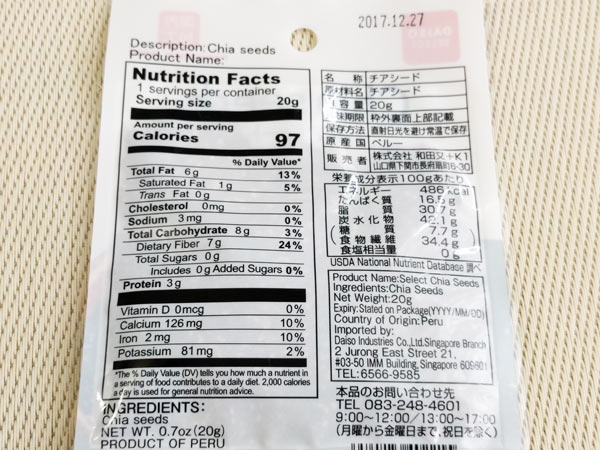 2017.12.27
Description:Chia seeds
Product Name:
Nutrition Facts
1 servings per container
Serving size 20g
Amount per serving
Calories 97
% Daily Value*
Total Fat 6g 13%
Saturated Fat 1g 5%
Trans Fat 0g
Cholesterol 0mg 0%
Sodium 3mg 0%
Total Carbohydrate 8g 3%
Dietary Fiber 7g 24%
Total Sugars 0g
Includes 0g Added Sugars 0%
Protein 3g
Vitamin D 0mcg 0%
Calcium 126mg 10%
Iron 2mg 10%
Potassium 81mg 2%
*The % Daily Value (DV) tells you how much a nutrient in
a serving of food contributes to a daily diet. 2,000 calories
a day is used for general nutrition advice.
INGREDIENTS:
Chia seeds
NET WT. 0.7oz(20g)
PRODUCT OF PERU
名称 チアシード
原材料名 チアシード
容量 20g
味期限 枠外裏面上部記載
保存方法 直射日光を避け常温で保存
原産国 ペルー
販売者 株式会社 和田又+K1
山口県下関市長府扇町6-30
栄養成分表示100gあたり
エネルギー 486kcal
たんぱく質 16.5g
脂質 30.7g
炭水化物 42.1g
(糖質 7.7g
食物繊維 34.4g)
食塩相当量 0g
USDA National Nutrient Database 調べ
Product Name:Select Chia Seeds
Ingredients:Chia Seeds
Net Weight:20g
Expiry:Stated on Package(YYYY/MM/DD)
Country of Origin:Peru
Imported by:
Daiso Industries Co.,Ltd.Singapore Branch
2 Jurong East Street 21,
#03-50 IMM Building, Singapore 609601
TEL:6566-9585
本品のお問い合わせ先
TEL 083-248-4601
9:00~12:00/13:00~17:00
(月曜から金曜日まで、祝日を除く)